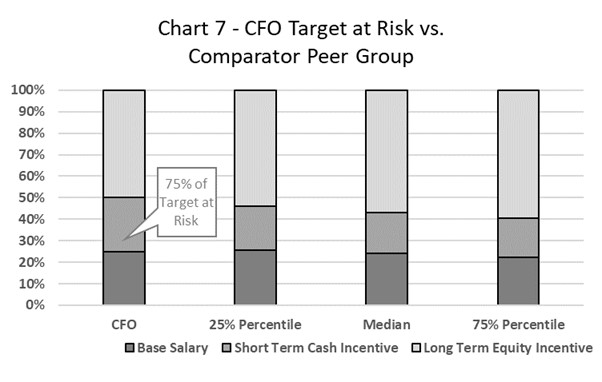 Chart 7 - CFO Target at Risk vs.
Comparator Peer Group
100%
90%
80%
70%
60%
50%
40%
30%
20%
10%
0%
75% of
Target at
Risk
CFO 25% Percentile Median 75% Percentile
Base Salary Short Term Cash Incentive Long Term Equity Incentive